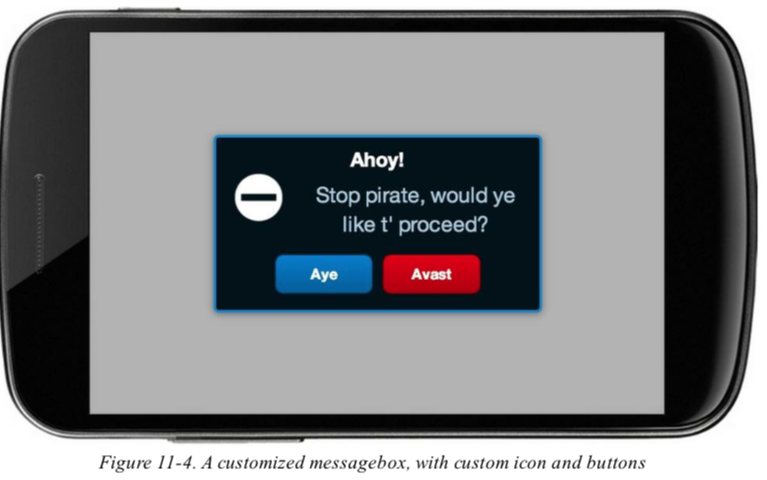 Ahoy!
Stop pirate, would ye
like t' proceed?
Aye
Avast
Figure 11-4. A customized messagebox, with custom icon and buttons